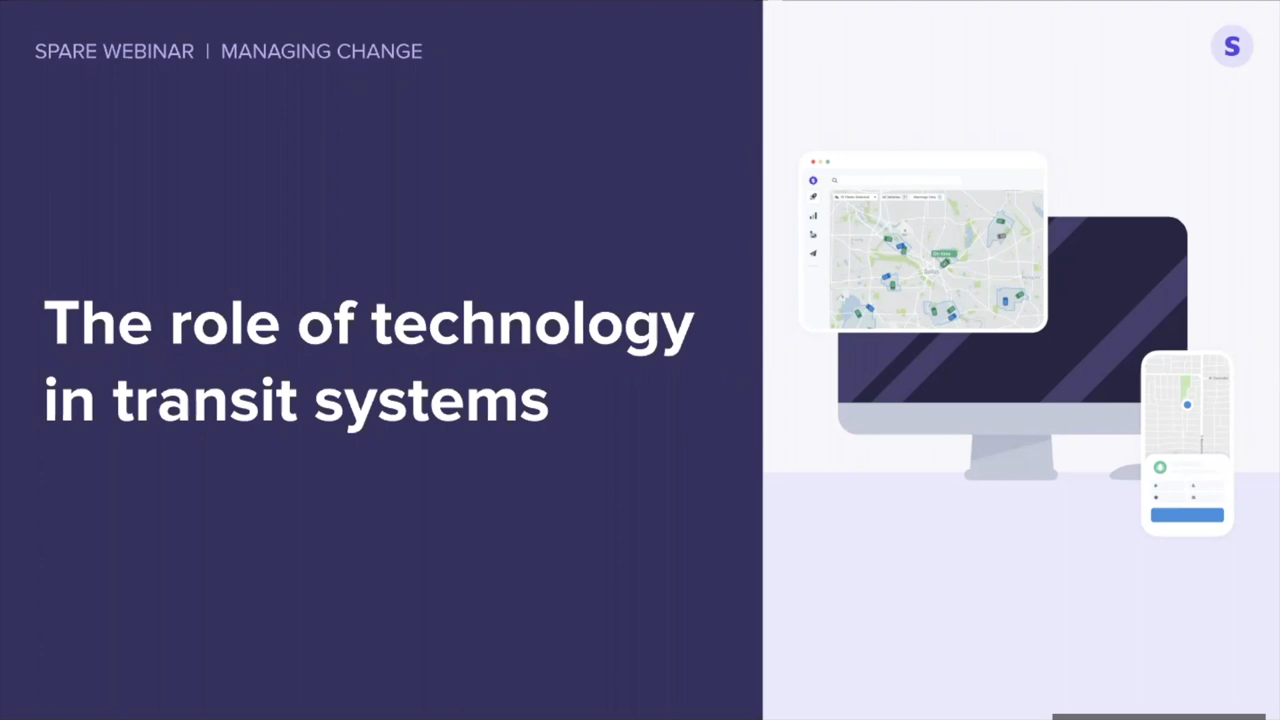 SPARE WEBINAR | MANAGING CHANGE
S
The role of technology
in transit systems